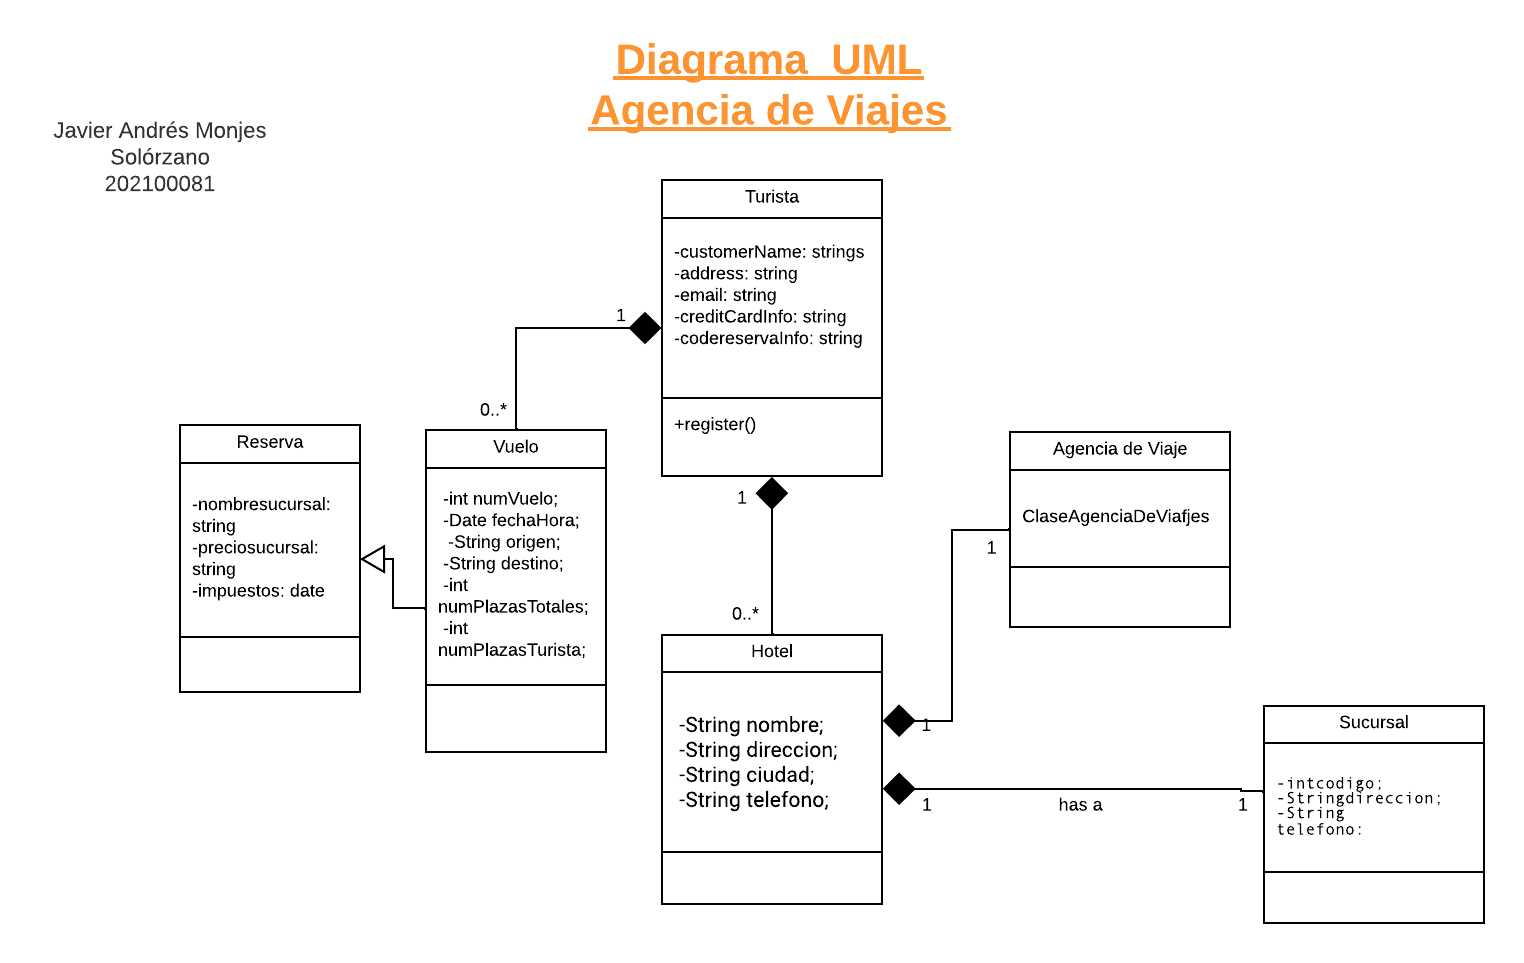 Diagrama  UML
Agencia de Viajes
Javier Andrés Monjes
Solórzano
202100081
Turista
-customerName: strings
-address: string
-email: string
-creditCardInfo: string
-codereservaInfo: string
+register()
1
0..*
Reserva
-nombresucursal:
string
-preciosucursal:
string
-impuestos: date
Vuelo
-int numVuelo;
-Date fechaHora;
-String origen;
-String destino;
-int
numPlazasTotales;
-int
numPlazasTurista;
1
0..*
Agencia de Viaje
ClaseAgenciaDeViafjes
1
Hotel
-String nombre;
-String direccion;
-String ciudad;
-String telefono;
1
1
has a
1
Sucursal
-intcodigo;
-Stringdireccion;
-String
telefono: